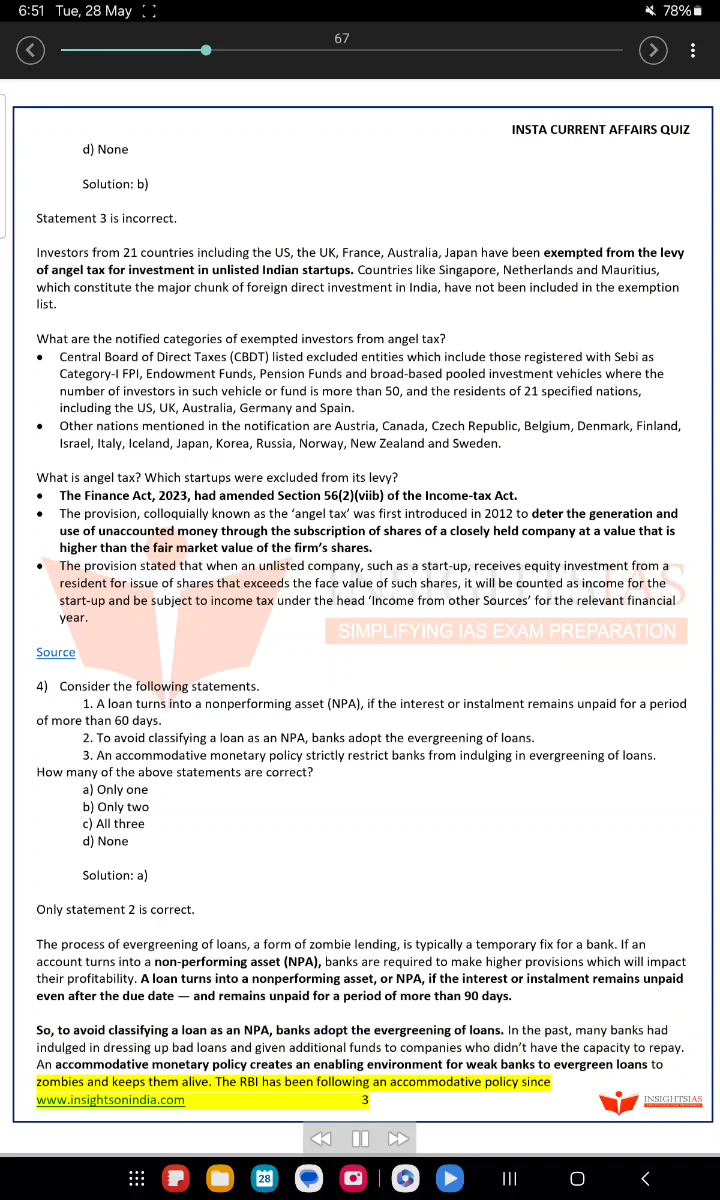 6:51 Tue, 28 May
78%
67
INSTA CURRENT AFFAIRS QUIZ
d) None
Solution: b)
Statement 3 is incorrect.
Investors from 21 countries including the US, the UK, France, Australia, Japan have been exempted from the levy
of angel tax for investment in unlisted Indian startups. Countries like Singapore, Netherlands and Mauritius,
which constitute the major chunk of foreign direct investment in India, have not been included in the exemption
list.
What are the notified categories of exempted investors from angel tax?
• Central Board of Direct Taxes (CBDT) listed excluded entities which include those registered with Sebi as
Category-I FPI, Endowment Funds, Pension Funds and broad-based pooled investment vehicles where the
number of investors in such vehicle or fund is more than 50, and the residents of 21 specified nations,
including the US, UK, Australia, Germany and Spain.
• Other nations mentioned in the notification are Austria, Canada, Czech Republic, Belgium, Denmark, Finland,
Israel, Italy, Iceland, Japan, Korea, Russia, Norway, New Zealand and Sweden.
What is angel tax? Which startups were excluded from its levy?
• The Finance Act, 2023, had amended Section 56(2)(viib) of the Income-tax Act.
• The provision, colloquially known as the ‘angel tax’ was first introduced in 2012 to deter the generation and
use of unaccounted money through the subscription of shares of a closely held company at a value that is
higher than the fair market value of the firm’s shares.
• The provision stated that when an unlisted company, such as a start-up, receives equity investment from a
resident for issue of shares that exceeds the face value of such shares, it will be counted as income for the
start-up and be subject to income tax under the head ‘Income from other Sources’ for the relevant financial
year.
INSIGHTSIAS
SIMPLIFYING IAS EXAM PREPARATION
Source
4) Consider the following statements.
1. A loan turns into a nonperforming asset (NPA), if the interest or instalment remains unpaid for a period
of more than 60 days.
2. To avoid classifying a loan as an NPA, banks adopt the evergreening of loans.
3. An accommodative monetary policy strictly restrict banks from indulging in evergreening of loans.
How many of the above statements are correct?
a) Only one
b) Only two
c) All three
d) None
Solution: a)
Only statement 2 is correct.
The process of evergreening of loans, a form of zombie lending, is typically a temporary fix for a bank. If an
account turns into a non-performing asset (NPA), banks are required to make higher provisions which will impact
their profitability. A loan turns into a nonperforming asset, or NPA, if the interest or instalment remains unpaid
even after the due date — and remains unpaid for a period of more than 90 days.
So, to avoid classifying a loan as an NPA, banks adopt the evergreening of loans. In the past, many banks had
indulged in dressing up bad loans and given additional funds to companies who didn’t have the capacity to repay.
An accommodative monetary policy creates an enabling environment for weak banks to evergreen loans to
zombies and keeps them alive. The RBI has been following an accommodative policy since
www.insightsonindia.com 3
INSIGHTSIAS
28